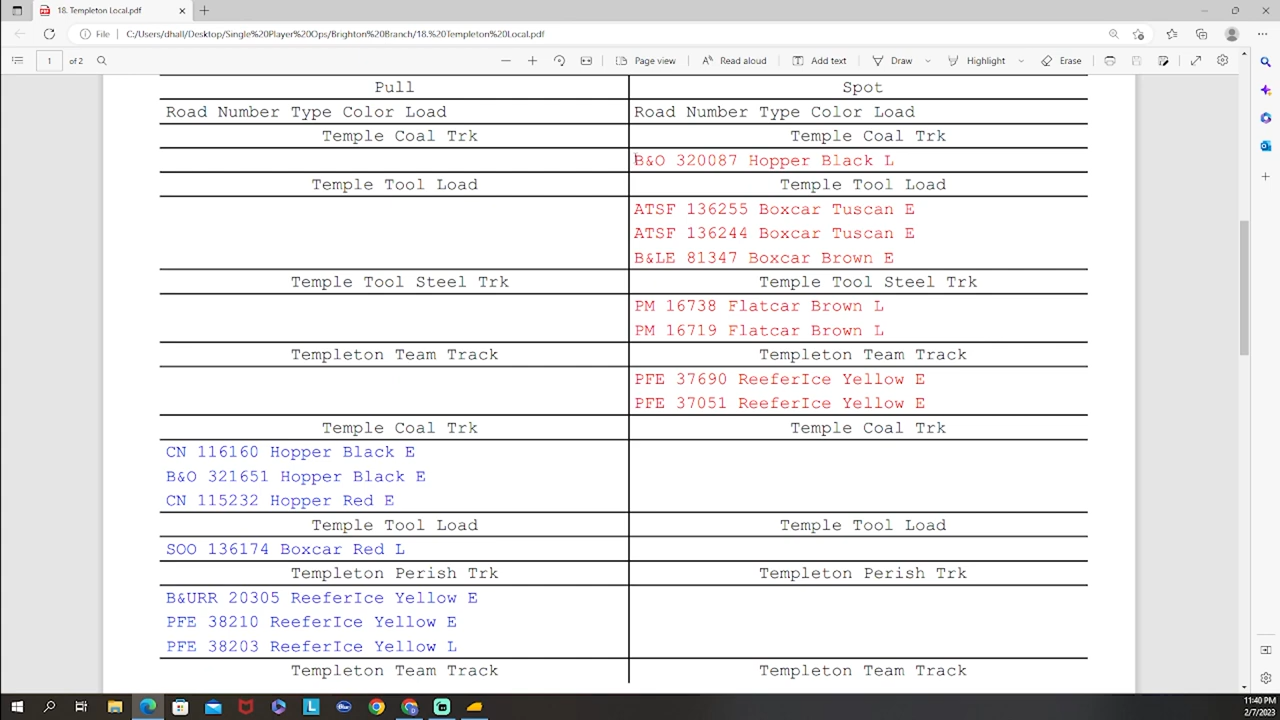 18. Templeton Local.pdf
File
C:/Users/dhall/Desktop/Single%20Player%20Ops/Brighton%20Branch/18.%20Templeton%20Local.pdf
1 of 2
Page view
Read aloud
Add text
Draw
Highlight
Erase
Pull Spot
Road Number Type Color Load Road Number Type Color Load
Temple Coal Trk Temple Coal Trk
B&O 320087 Hopper Black L
Temple Tool Load Temple Tool Load
ATSF 136255 Boxcar Tuscan E
ATSF 136244 Boxcar Tuscan E
B&LE 81347 Boxcar Brown E
Temple Tool Steel Trk Temple Tool Steel Trk
PM 16738 Flatcar Brown L
PM 16719 Flatcar Brown L
Templeton Team Track Templeton Team Track
PFE 37690 ReeferIce Yellow E
PFE 37051 ReeferIce Yellow E
Temple Coal Trk Temple Coal Trk
CN 116160 Hopper Black E
B&O 321651 Hopper Black E
CN 115232 Hopper Red E
Temple Tool Load Temple Tool Load
SOO 136174 Boxcar Red L
Templeton Perish Trk Templeton Perish Trk
B&URR 20305 ReeferIce Yellow E
PFE 38210 ReeferIce Yellow E
PFE 38203 ReeferIce Yellow L
Templeton Team Track Templeton Team Track
11:40 PM
2/7/2023